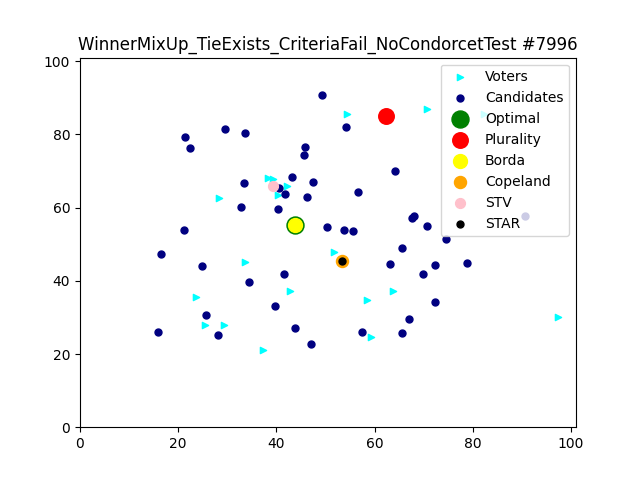 WinnerMixUp_TieExists_CriteriaFail_NoCondorcetTest #7996
100
80
60
40
20
0
0 20 40 60 80 100
Voters
Candidates
Optimal
Plurality
Borda
Copeland
STV
STAR